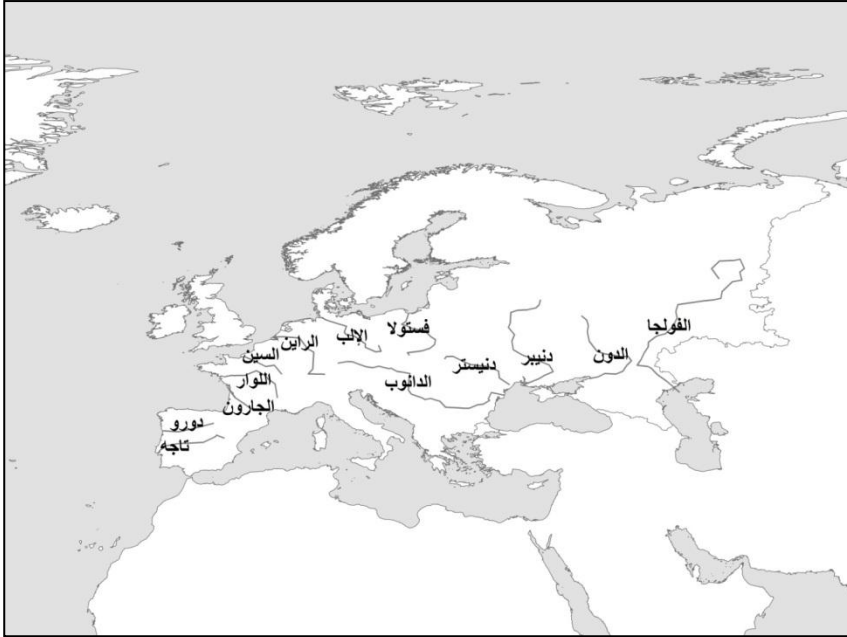 الفولجا
فستولا
الإلب
الراين
الدون
دنيبر
السين
دنيستر
اللوار
الدانوب
الجارون
دورو
تاجه